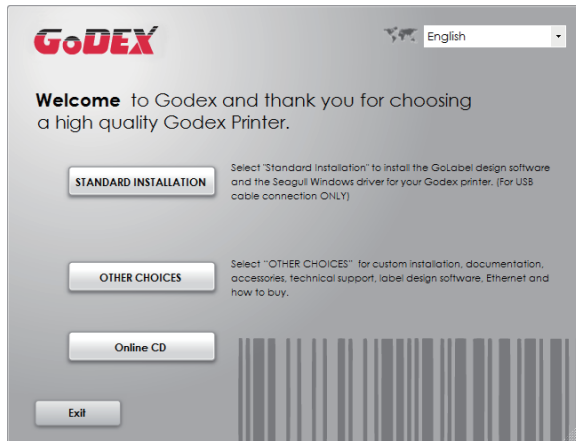 GoDEX
English
Welcome to Godex and thank you for choosing
a high quality Godex Printer.
STANDARD INSTALLATION
Select "Standard Installation" to install the GoLabel design software
and the Seagull Windows driver for your Godex printer. (For USB
cable connection ONLY)
OTHER CHOICES
Select "OTHER CHOICES" for custom installation, documentation,
accessories, technical support, label design software, Ethernet and
how to buy.
Online CD
Exit